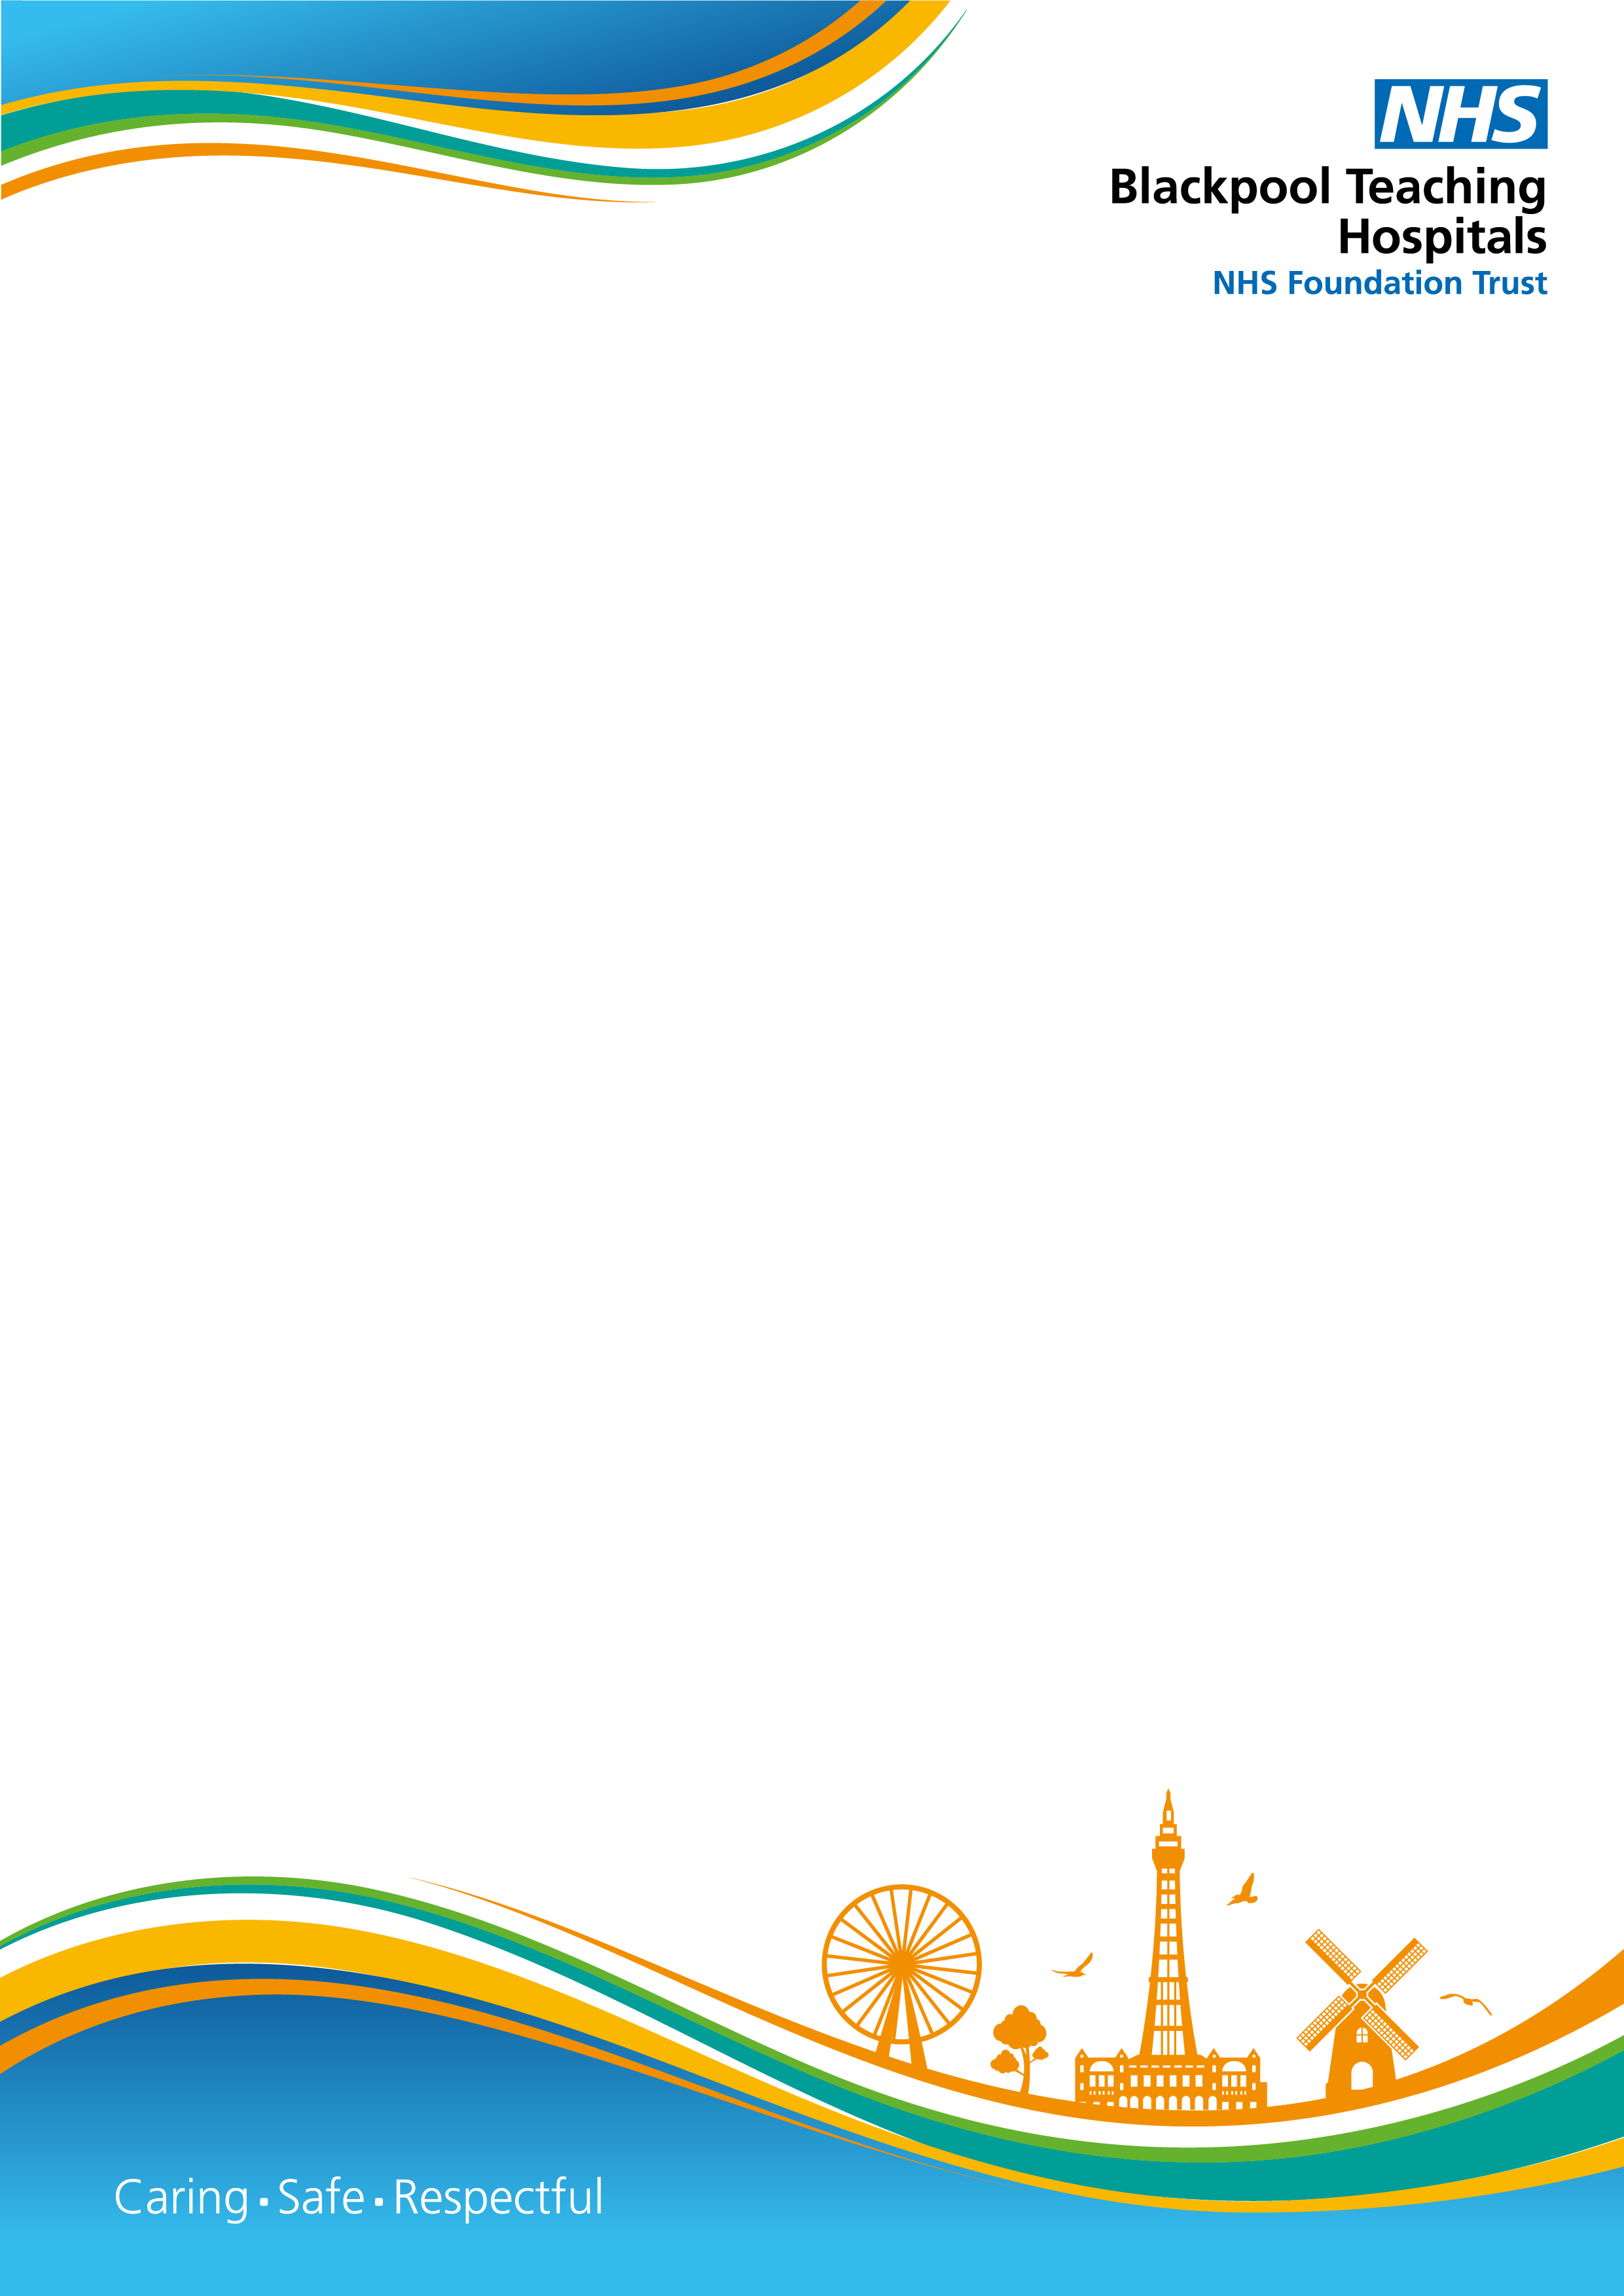 NHS
Blackpool Teaching
Hospitals
NHS Foundation Trust
Caring • Safe • Respectful